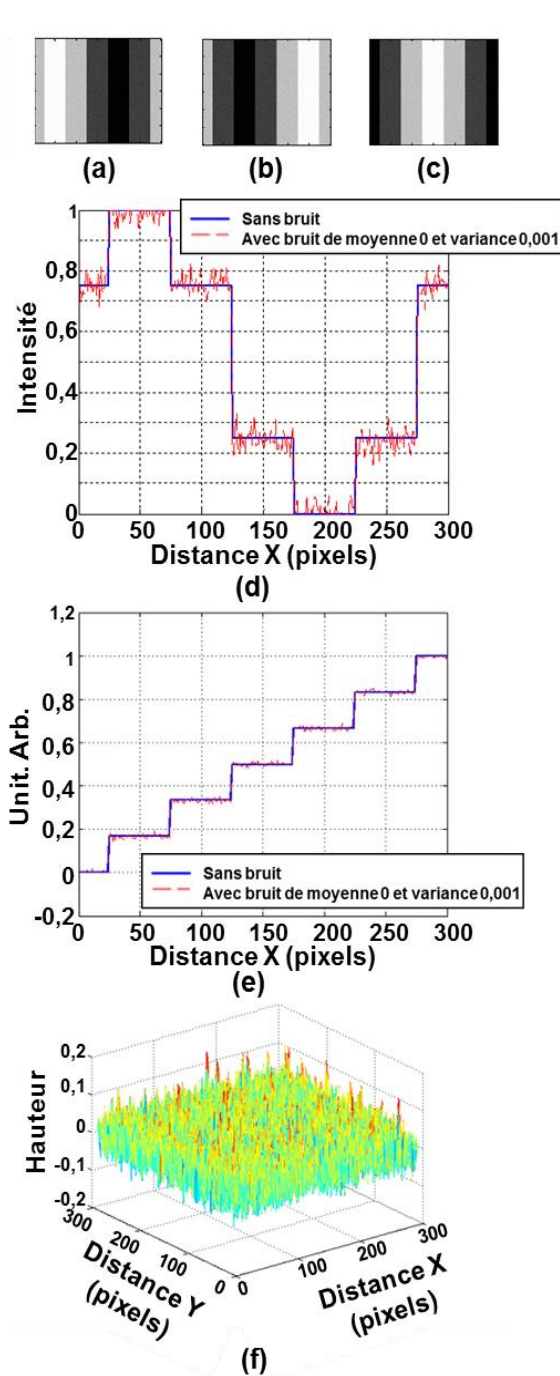 (a) (b) (c)
Sans bruit
Avec bruit de moyenne 0 et variance 0,001
1
0.8
0,6
0,4
0,2
0
Intensité
0 50 100 150 200 250 300
Distance X (pixels)
(d)
1,2
1
0,8
0,6
0,4
0,2
0
-0,2
Unit. Arb.
Sans bruit
Avec bruit de moyenne 0 et variance 0,001
0 50 100 150 200 250 300
Distance X (pixels)
(e)
0,2
0,1
0
-0,1
-0,2
Hauteur
300 200 100 0
Distance Y
(pixels)
0 100 200 300
Distance X
(pixels)
(f)